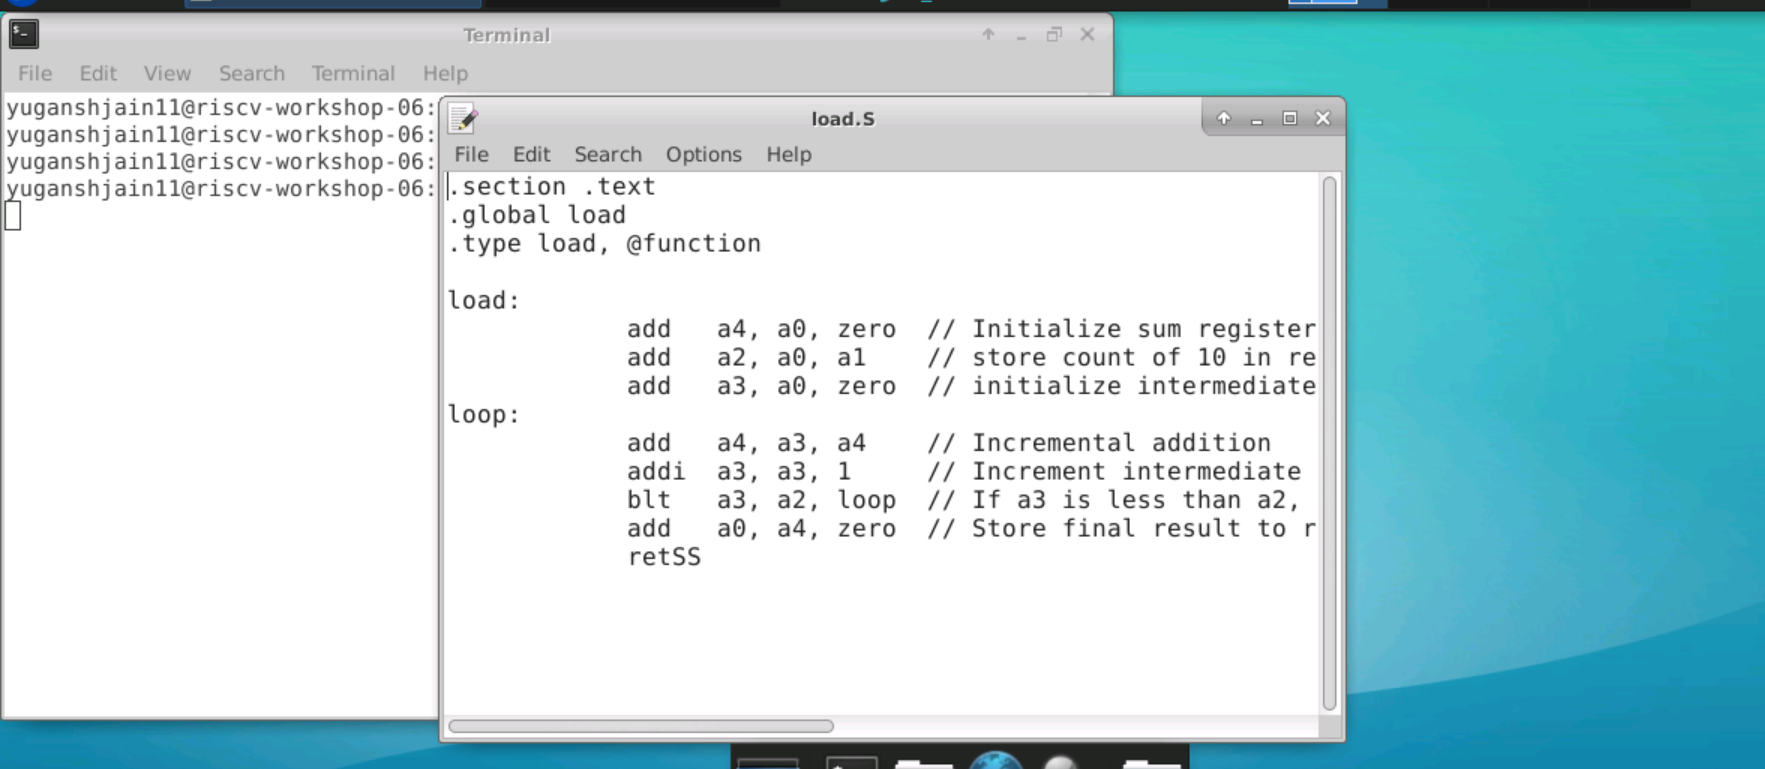 Terminal
File Edit View Search Terminal Help
yuganshjain11@riscv-workshop-06:
yuganshjain11@riscv-workshop-06:
yuganshjain11@riscv-workshop-06:
yuganshjain11@riscv-workshop-06:
load.S
File Edit Search Options Help
.section .text
.global load
.type load, @function
load:
add a4, a0, zero // Initialize sum register
add a2, a0, a1 // store count of 10 in re
add a3, a0, zero // initialize intermediate
loop:
add a4, a3, a4 // Incremental addition
addi a3, a3, 1 // Increment intermediate
blt a3, a2, loop // If a3 is less than a2,
add a0, a4, zero // Store final result to r
retSS